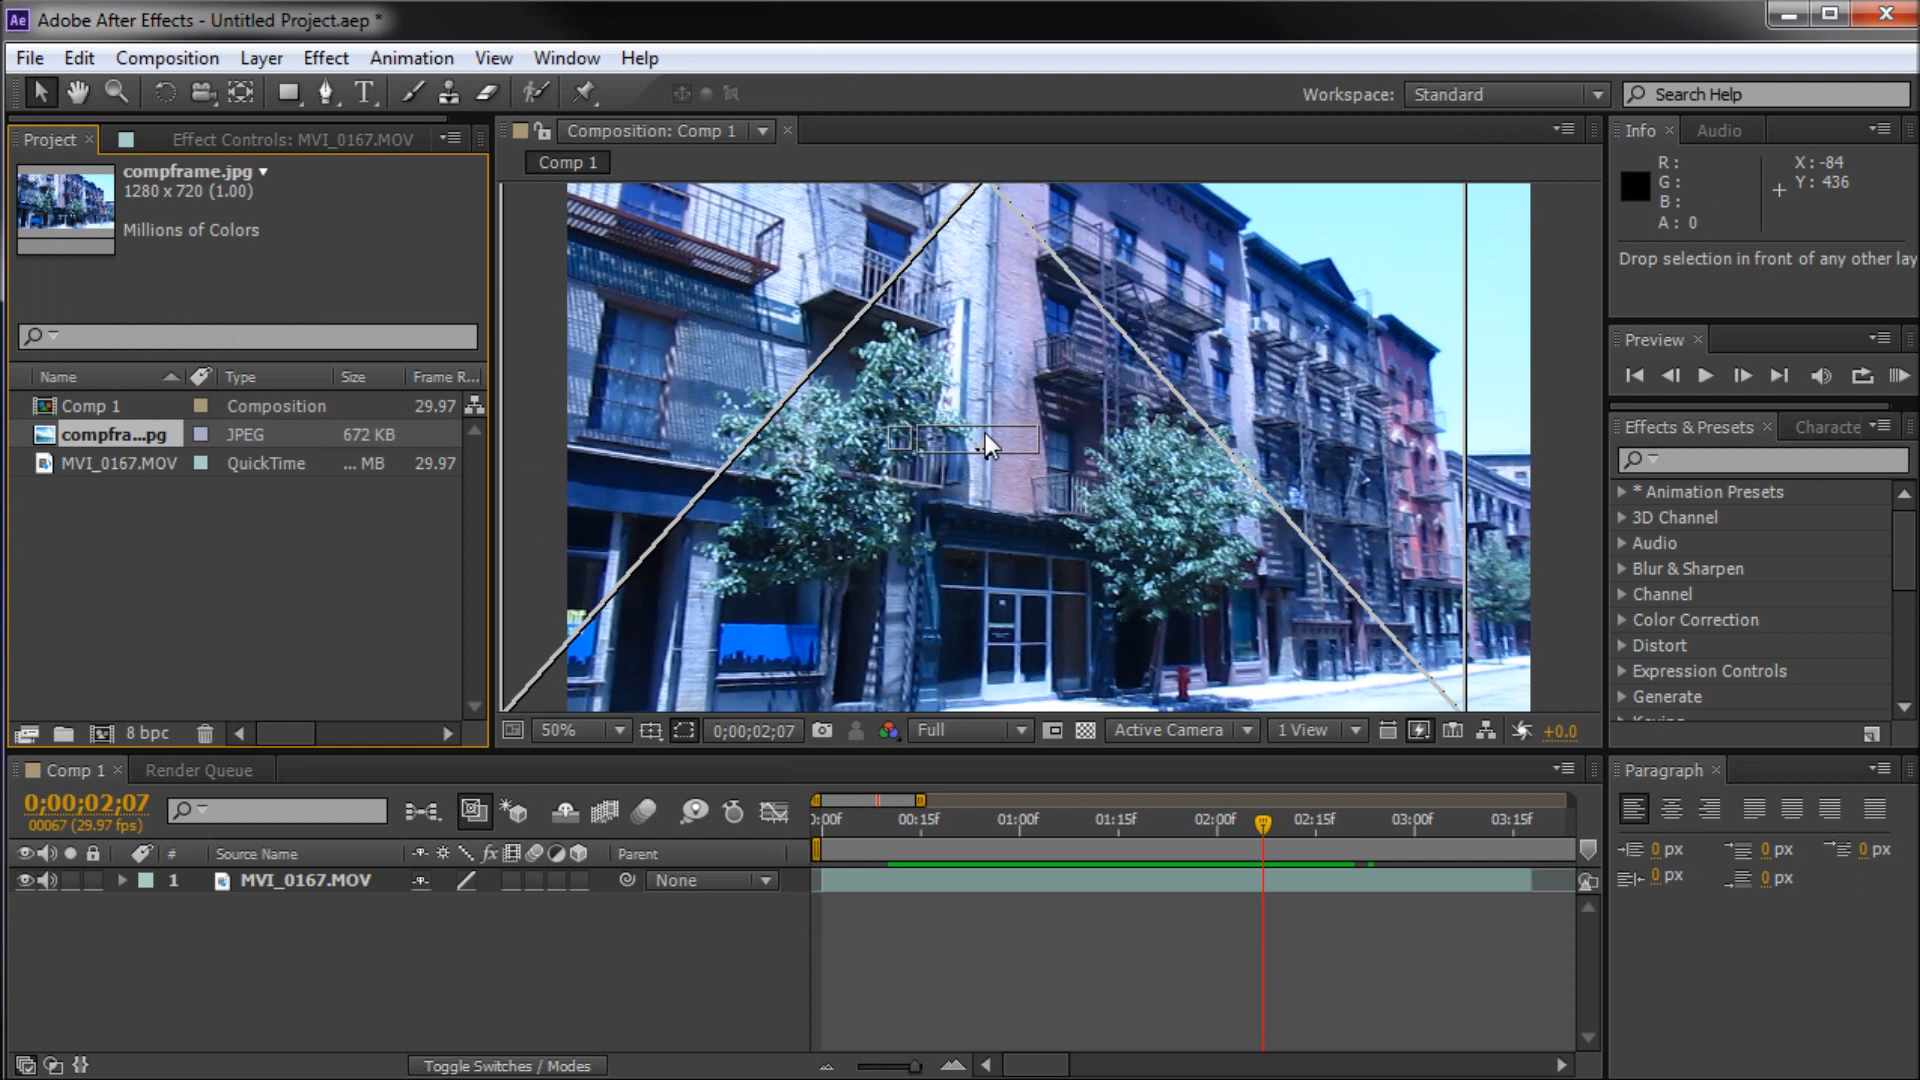 Ae Adobe After Effects - Untitled Project.aep *
File Edit Composition Layer Effect Animation View Window Help
Workspace: Standard Search Help
Project Effect Controls: MVI_0167.MOV
compframe.jpg
1280 x 720 (1.00)
Millions of Colors
Name Type Size Frame R...
Comp 1 Composition 29.97
compfra...pg JPEG 672 KB
MVI_0167.MOV QuickTime ... MB 29.97
8 bpc
Composition: Comp 1
Comp 1
50% 0;00;02;07 Full Active Camera 1 View +0.0
Info Audio
R:
G:
B:
A: 0
X: -84
Y: 436
Drop selection in front of any other lay
Preview
Effects & Presets Characte
* Animation Presets
3D Channel
Audio
Blur & Sharpen
Channel
Color Correction
Distort
Expression Controls
Generate
Comp 1 Render Queue
0;00;02;07
00067 (29.97 fps)
):00f 00:15f 01:00f 01:15f 02:00f 02:15f 03:00f 03:15f
# Source Name fx Parent
1 MVI_0167.MOV None
Toggle Switches / Modes
Paragraph
0 px 0 px 0 px
0 px 0 px